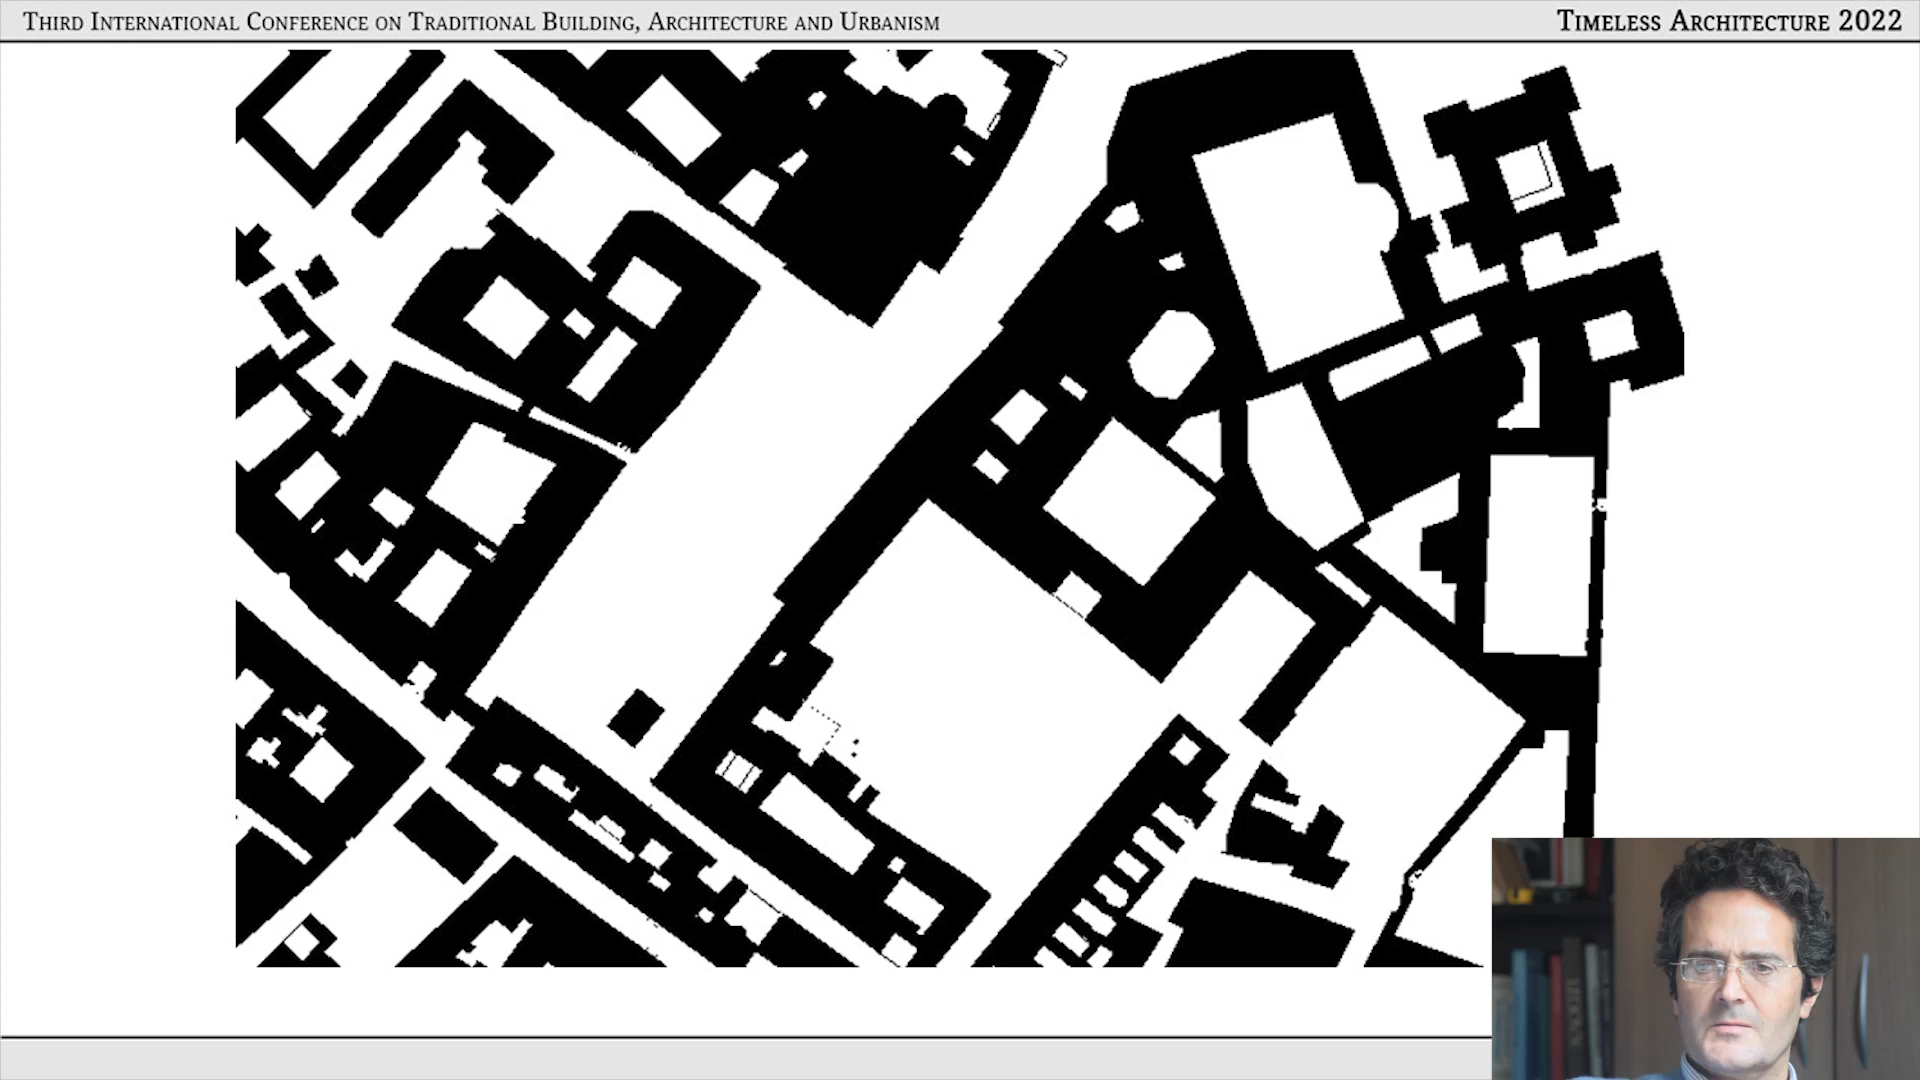 Third International Conference on Traditional Building, Architecture and Urbanism
Timeless Architecture 2022